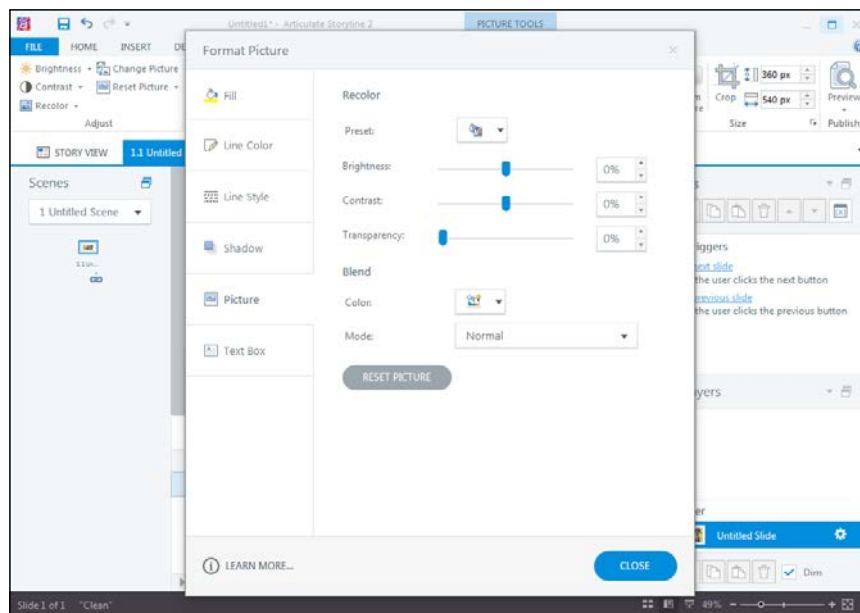 Untitled1* - Articulate Storyline 2
PICTURE TOOLS
FILE
HOME
INSERT
DE
Brightness
Change Picture
Contrast
Reset Picture
Recolor
Adjust
Crop
360 px
540 px
Size
Preview
Publish
STORY VIEW
1.1 Untitled
Scenes
1 Untitled Scene
Format Picture
Fill
Line Color
Line Style
Shadow
Picture
Text Box
Recolor
Preset:
Brightness:
0%
Contrast:
0%
Transparency:
0%
Blend
Color:
Mode:
Normal
RESET PICTURE
LEARN MORE...
CLOSE
iggers
next slide
the user clicks the next button
previous slide
the user clicks the previous button
yers
er
Untitled Slide
Dim
Slide 1 of 1
"Clean"
49%